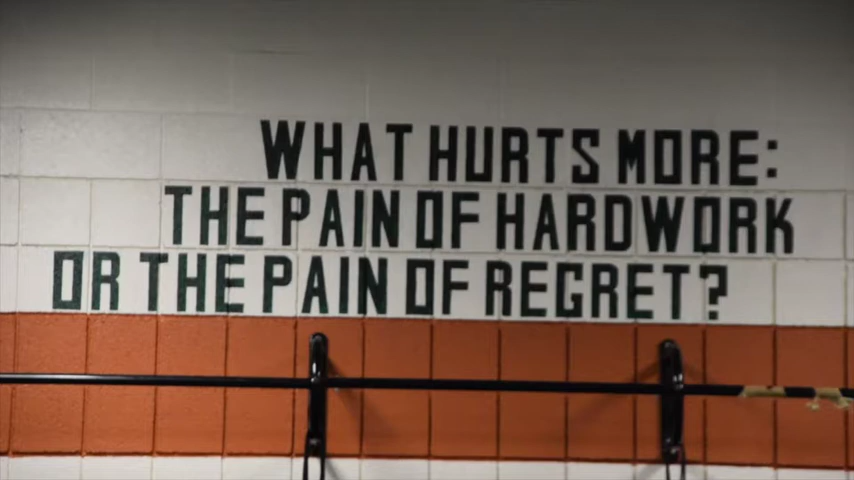 WHAT HURTS MORE:
THE PAIN OF HARDWORK
OR THE PAIN OF REGRET?